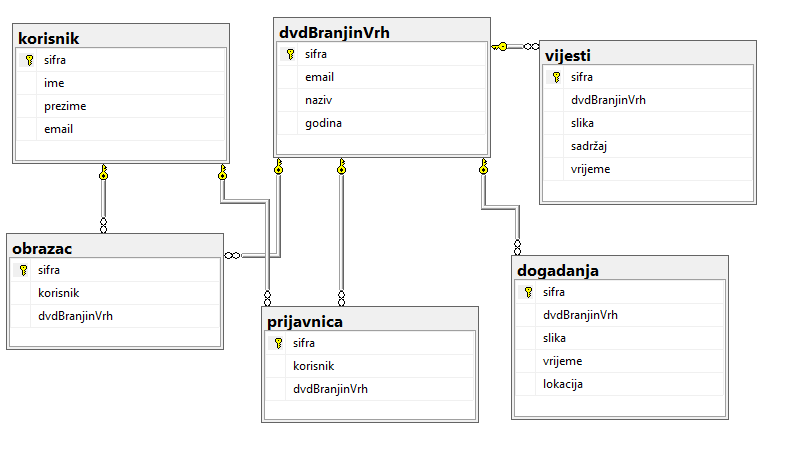 korisnik
sifra
ime
prezime
email
dvdBranjinVrh
sifra
email
naziv
godina
vijesti
sifra
dvdBranjinVrh
slika
sadržaj
vrijeme
obrazac
sifra
korisnik
dvdBranjinVrh
prijavnica
sifra
korisnik
dvdBranjinVrh
dogadanja
sifra
dvdBranjinVrh
slika
vrijeme
lokacija